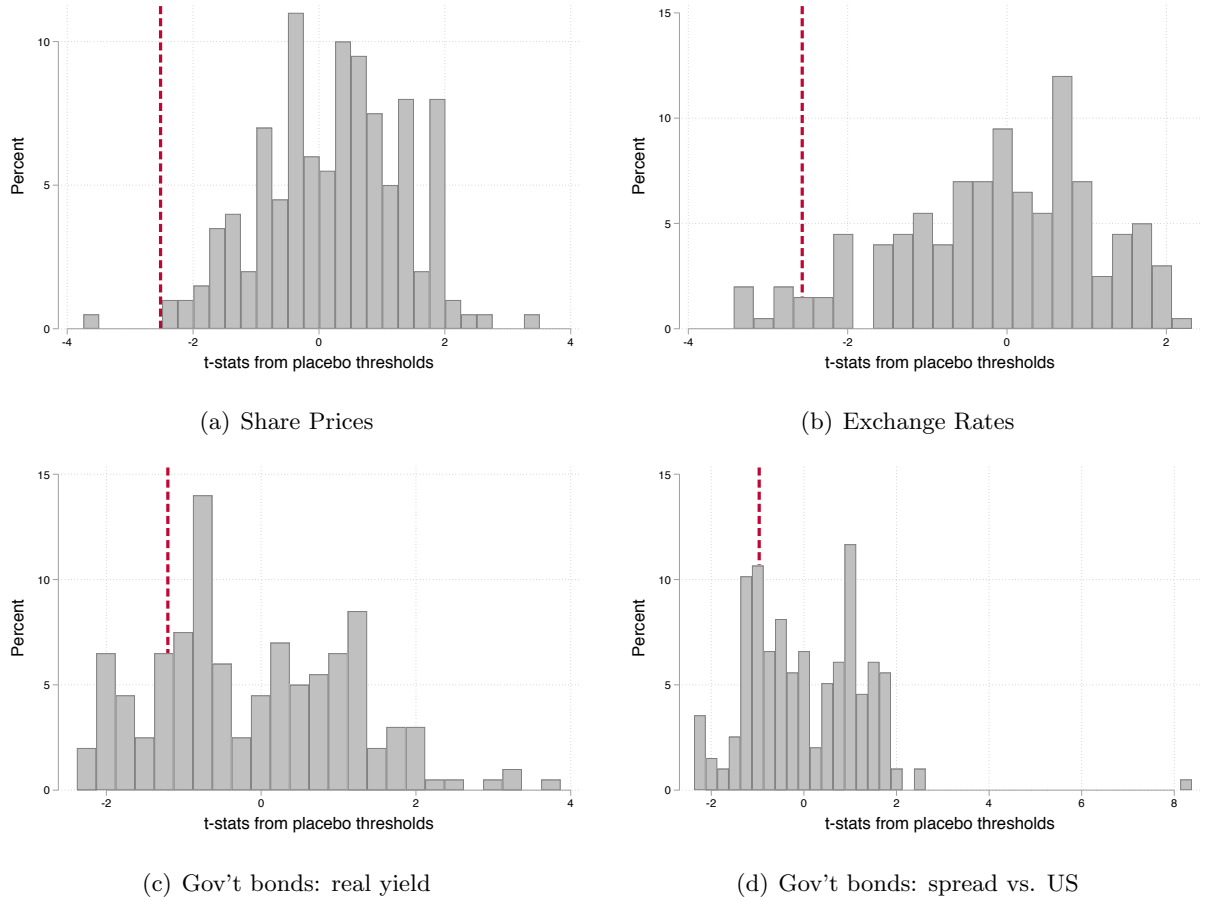 10
5
0
Percent
-4
-2
0
2
4
t-stats from placebo thresholds
(a) Share Prices
15
10
5
0
Percent
-4
-2
0
2
t-stats from placebo thresholds
(b) Exchange Rates
15
10
5
0
Percent
-2
0
2
4
t-stats from placebo thresholds
(c) Gov't bonds: real yield
15
10
5
0
Percent
-2
0
2
4
6
8
t-stats from placebo thresholds
(d) Gov't bonds: spread vs. US